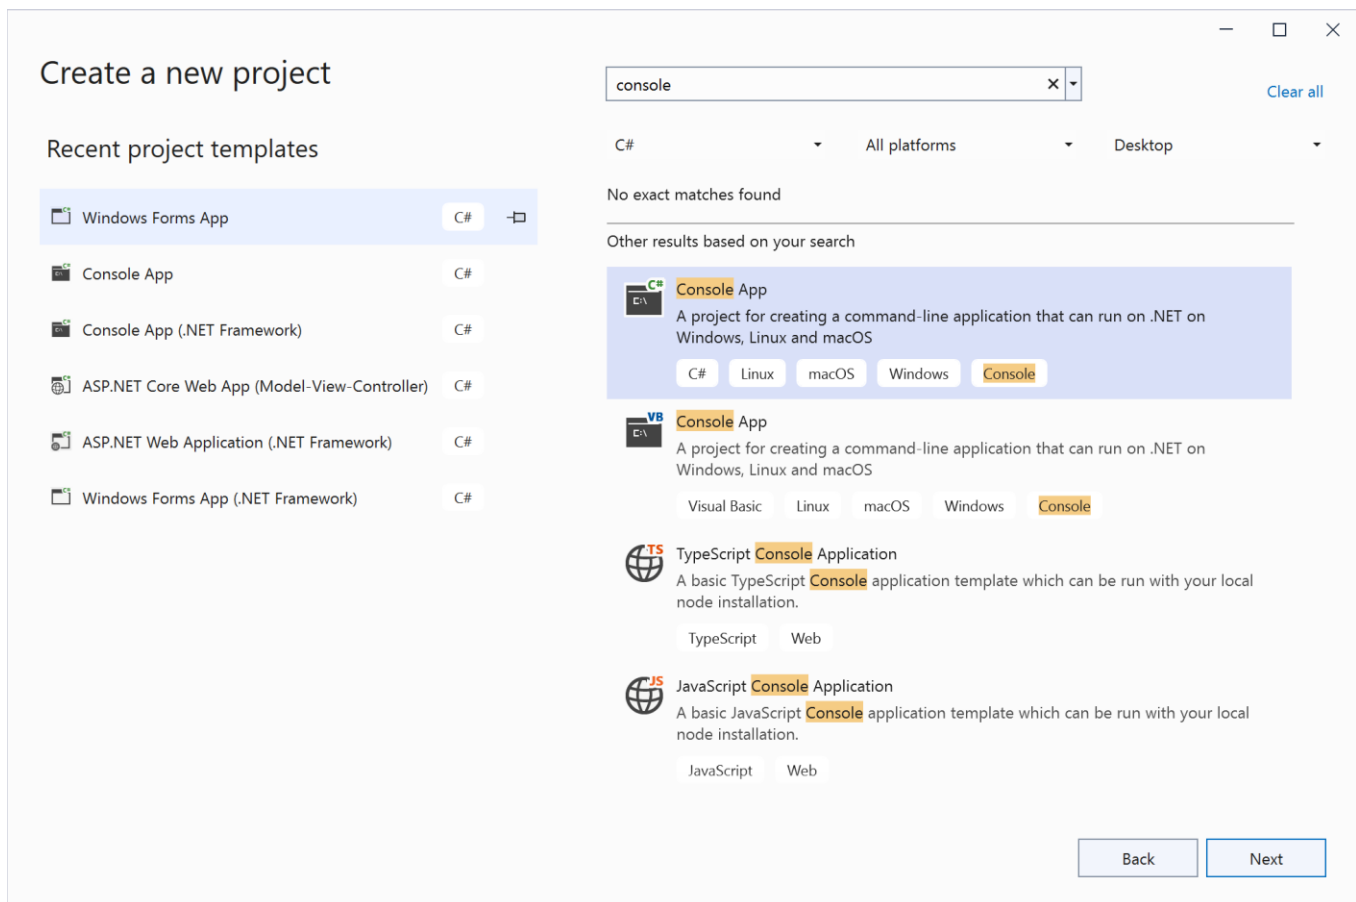 Create a new project
console
Clear all
Recent project templates
C#
All platforms
Desktop
Windows Forms App
C#
Console App
C#
Console App (.NET Framework)
C#
ASP.NET Core Web App (Model-View-Controller)
C#
ASP.NET Web Application (.NET Framework)
C#
Windows Forms App (.NET Framework)
C#
No exact matches found
Other results based on your search
C#
C:\
Console App
A project for creating a command-line application that can run on .NET on
Windows, Linux and macOS
C# Linux macOS Windows Console
VB
C:\
Console App
A project for creating a command-line application that can run on .NET on
Windows, Linux and macOS
Visual Basic Linux macOS Windows Console
TS
TypeScript Console Application
A basic TypeScript Console application template which can be run with your local
node installation.
TypeScript Web
JS
JavaScript Console Application
A basic JavaScript Console application template which can be run with your local
node installation.
JavaScript Web
Back
Next